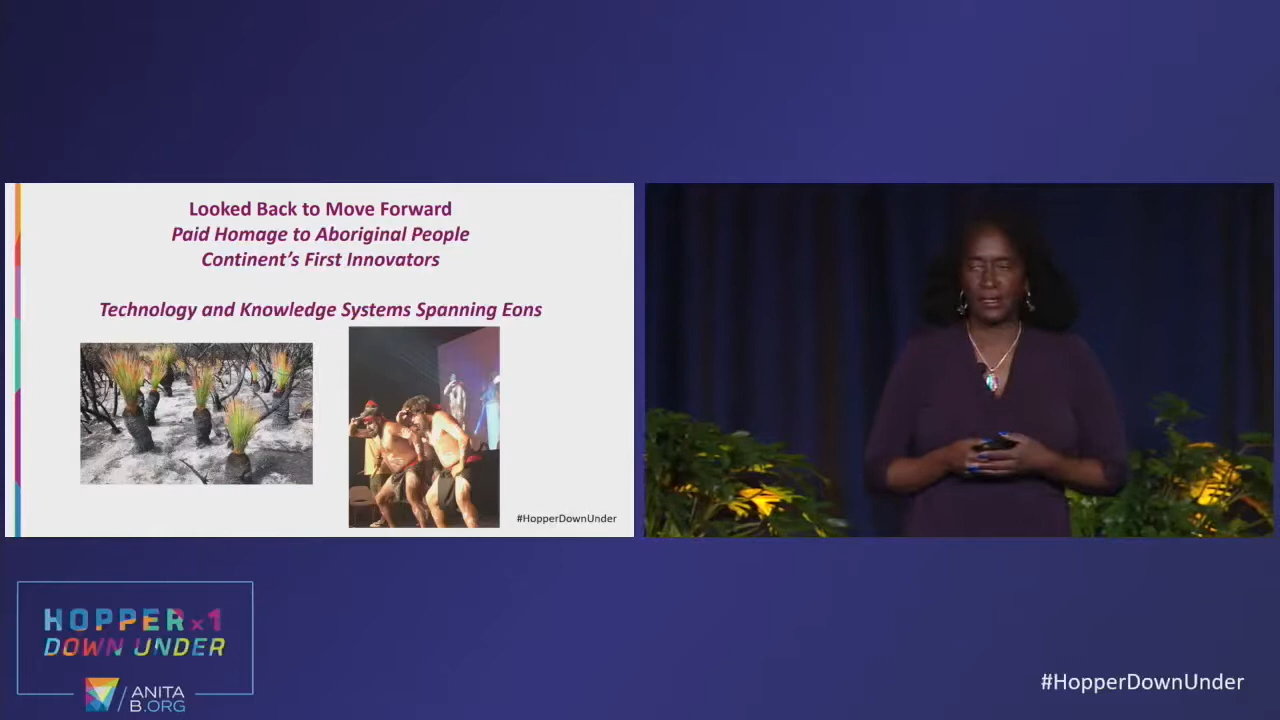 Looked Back to Move Forward
Paid Homage to Aboriginal People
Continent's First Innovators
Technology and Knowledge Systems Spanning Eons
#HopperDownUnder
HOPPER x1
DOWN UNDER
ANITA
B.ORG
#HopperDownUnder